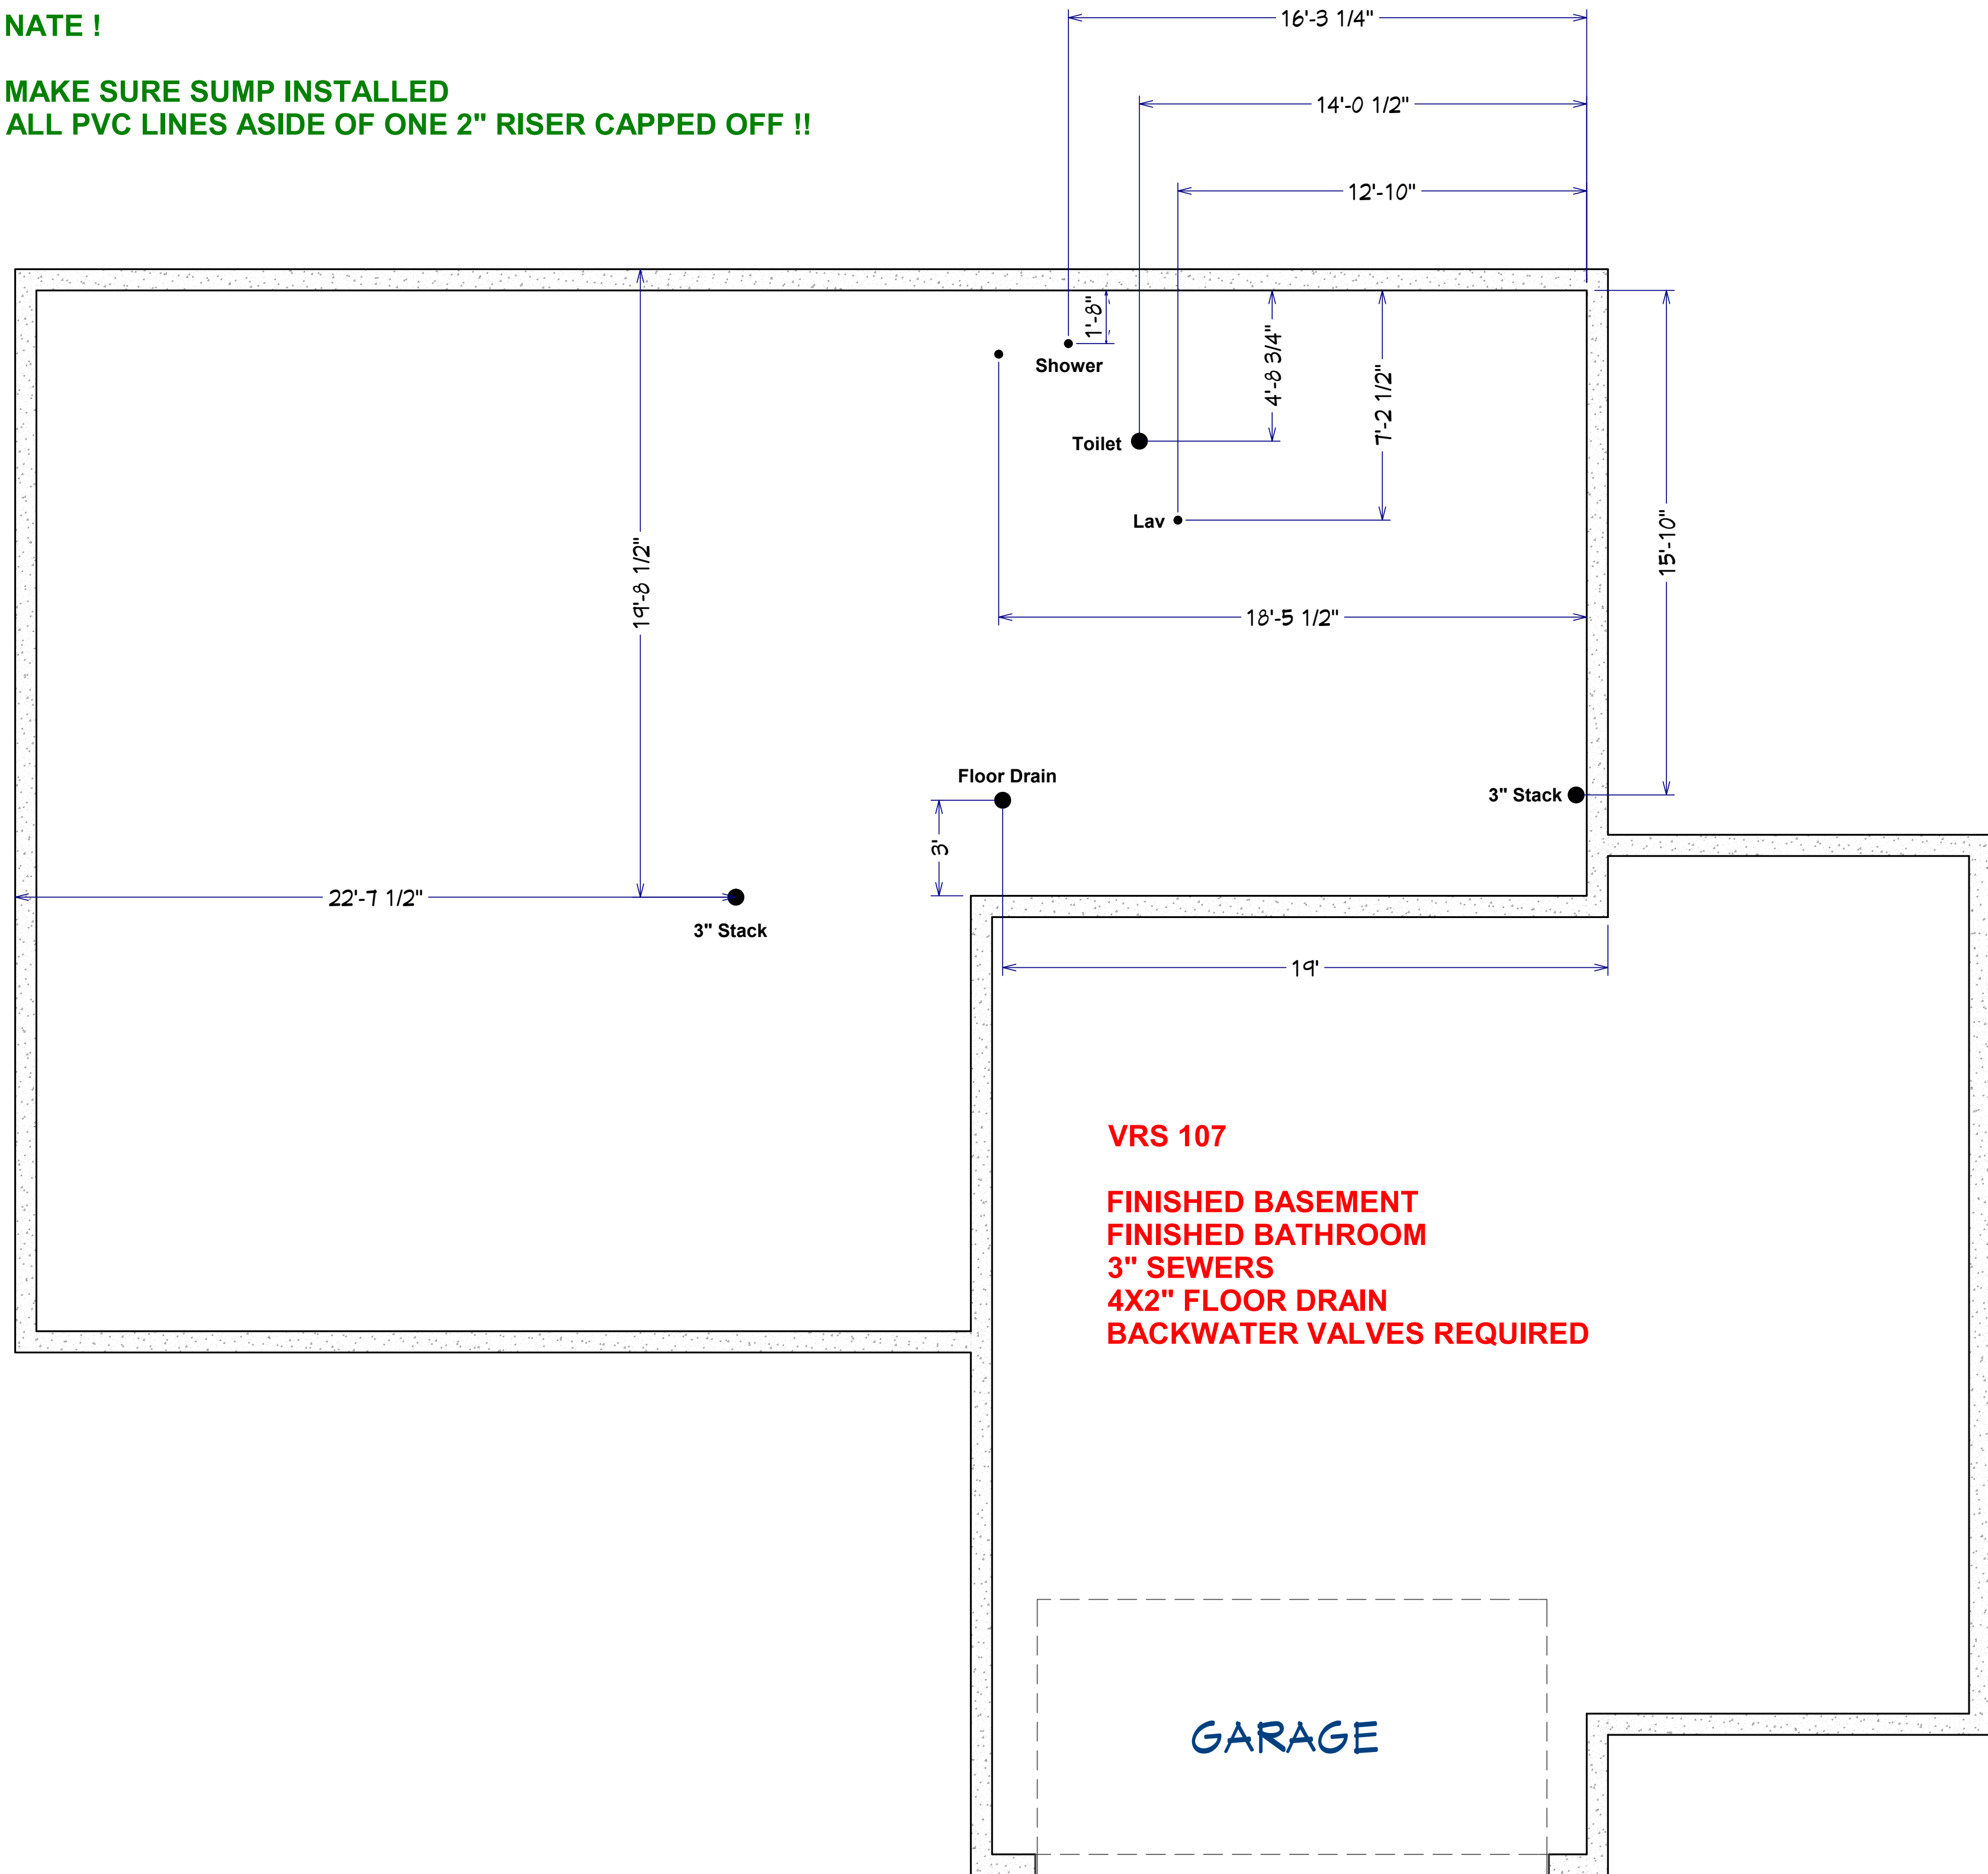 NATE !
MAKE SURE SUMP INSTALLED
ALL PVC LINES ASIDE OF ONE 2" RISER CAPPED OFF !!
16'-3 1/4"
14'-0 1/2"
12'-10"
1'-8"
Shower
4'-8 3/4"
7'-2 1/2"
Toilet
Lav
15'-10"
19'-8 1/2"
18'-5 1/2"
Floor Drain
3" Stack
3'
22'-7 1/2"
3" Stack
19'
VRS 107
FINISHED BASEMENT
FINISHED BATHROOM
3" SEWERS
4X2" FLOOR DRAIN
BACKWATER VALVES REQUIRED
GARAGE